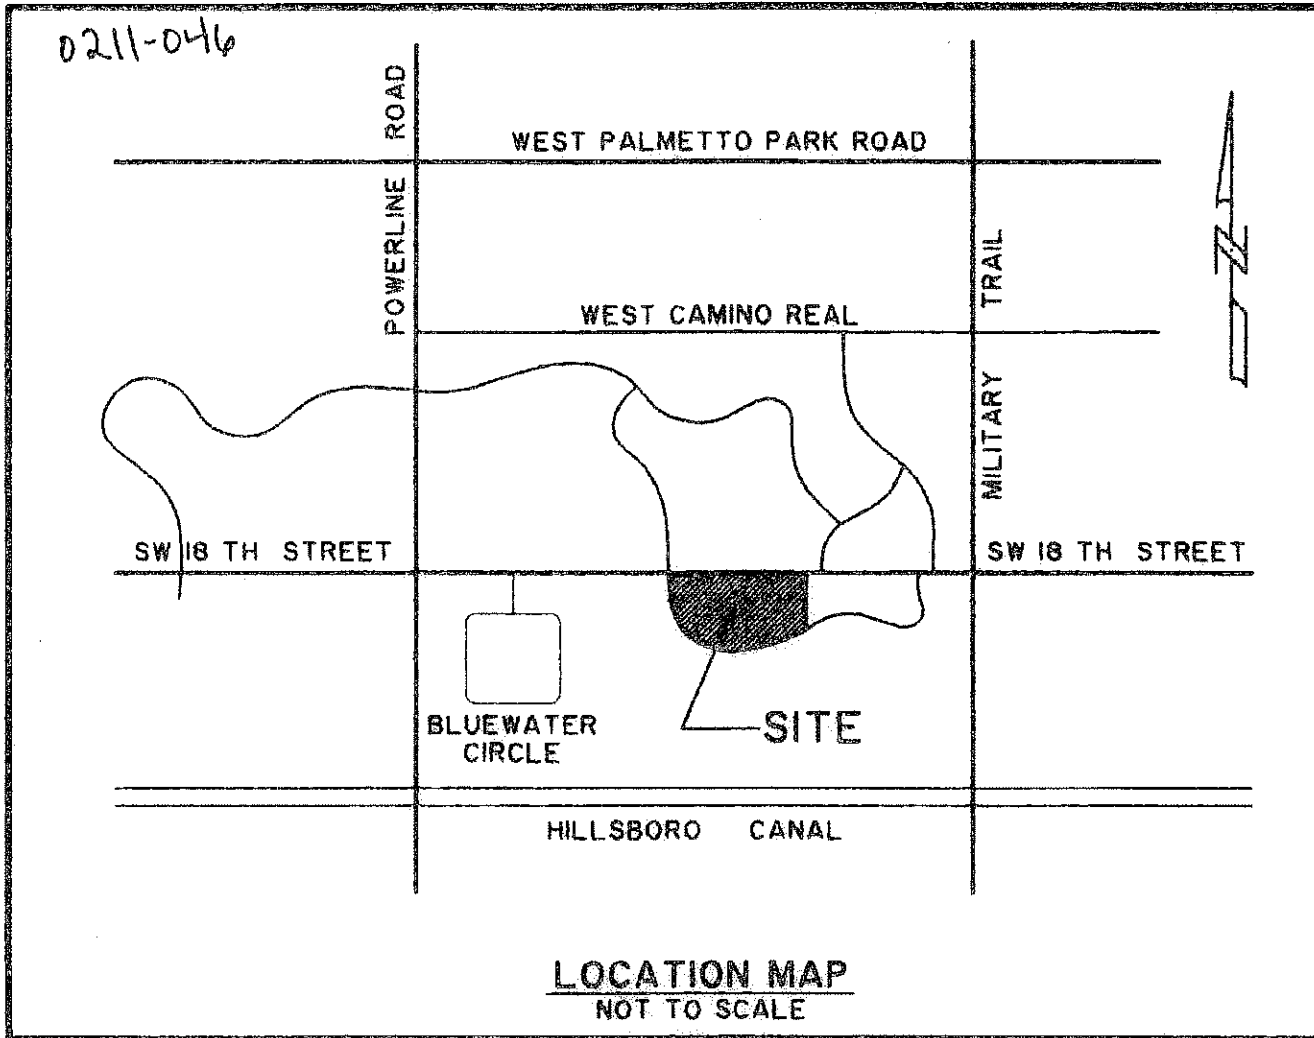 0211-046
POWERLINE ROAD
WEST PALMETTO PARK ROAD
N
WEST CAMINO REAL
MILITARY TRAIL
SW 18 TH STREET
SW 18 TH STREET
BLUEWATER
CIRCLE
SITE
HILLSBORO CANAL
LOCATION MAP
NOT TO SCALE